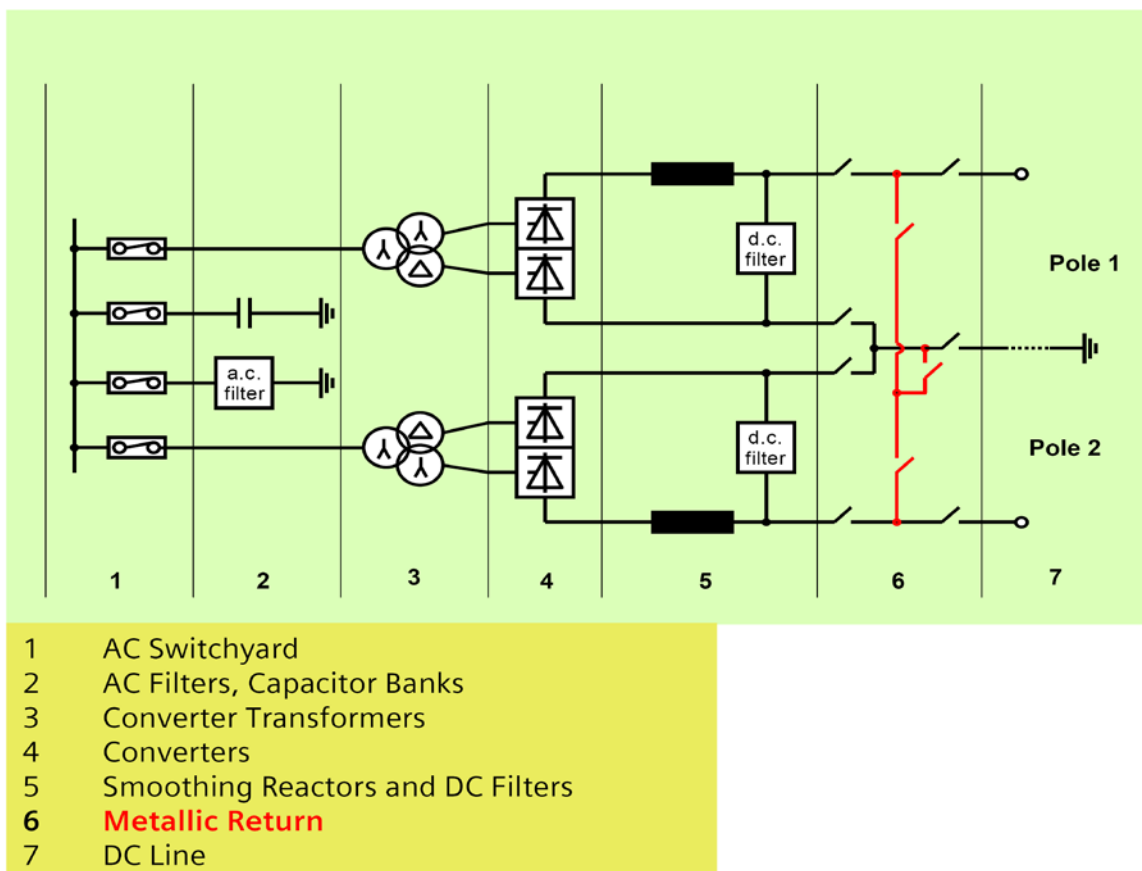 d.c.
filter
Pole 1
a.c.
filter
d.c.
filter
Pole 2
1 2 3 4 5 6 7
1 AC Switchyard
2 AC Filters, Capacitor Banks
3 Converter Transformers
4 Converters
5 Smoothing Reactors and DC Filters
6 Metallic Return
7 DC Line